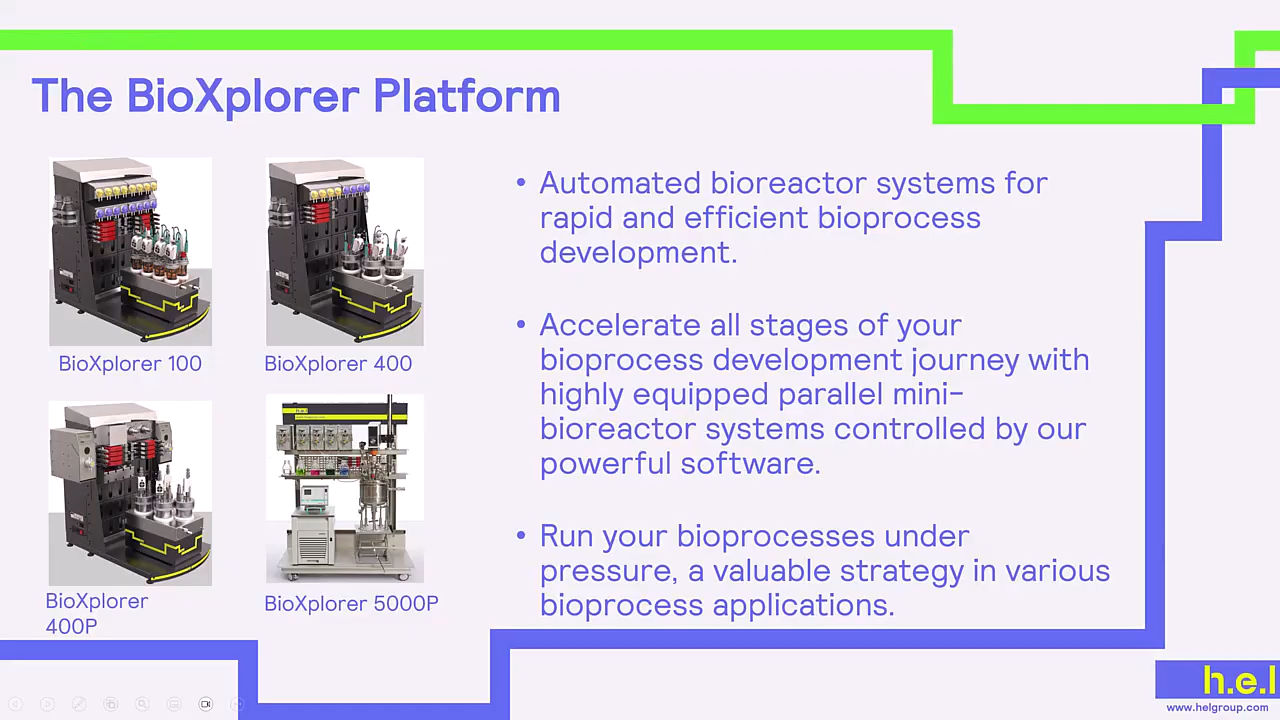 The BioXplorer Platform
BioXplorer 100
BioXplorer 400
BioXplorer
400P
BioXplorer 5000P
• Automated bioreactor systems for
rapid and efficient bioprocess
development.
• Accelerate all stages of your
bioprocess development journey with
highly equipped parallel mini-
bioreactor systems controlled by our
powerful software.
• Run your bioprocesses under
pressure, a valuable strategy in various
bioprocess applications.
h.e.l
www.helgroup.com